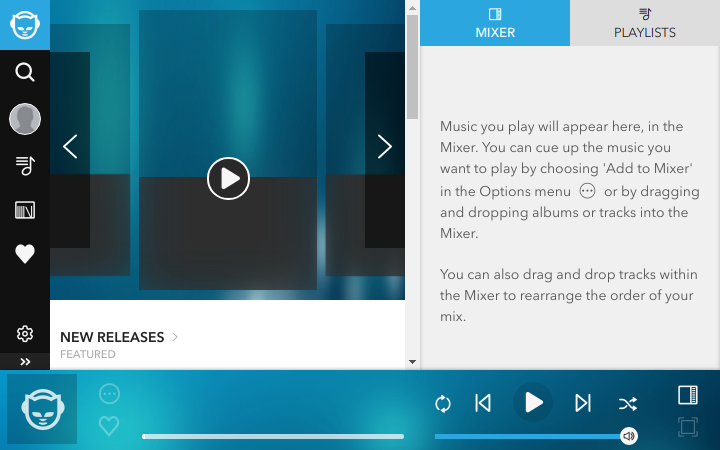 MIXER
PLAYLISTS
Music you play will appear here, in the
Mixer. You can cue up the music you
want to play by choosing 'Add to Mixer'
in the Options menu or by dragging
and dropping albums or tracks into the
Mixer.
You can also drag and drop tracks within
the Mixer to rearrange the order of your
mix.
NEW RELEASES
FEATURED